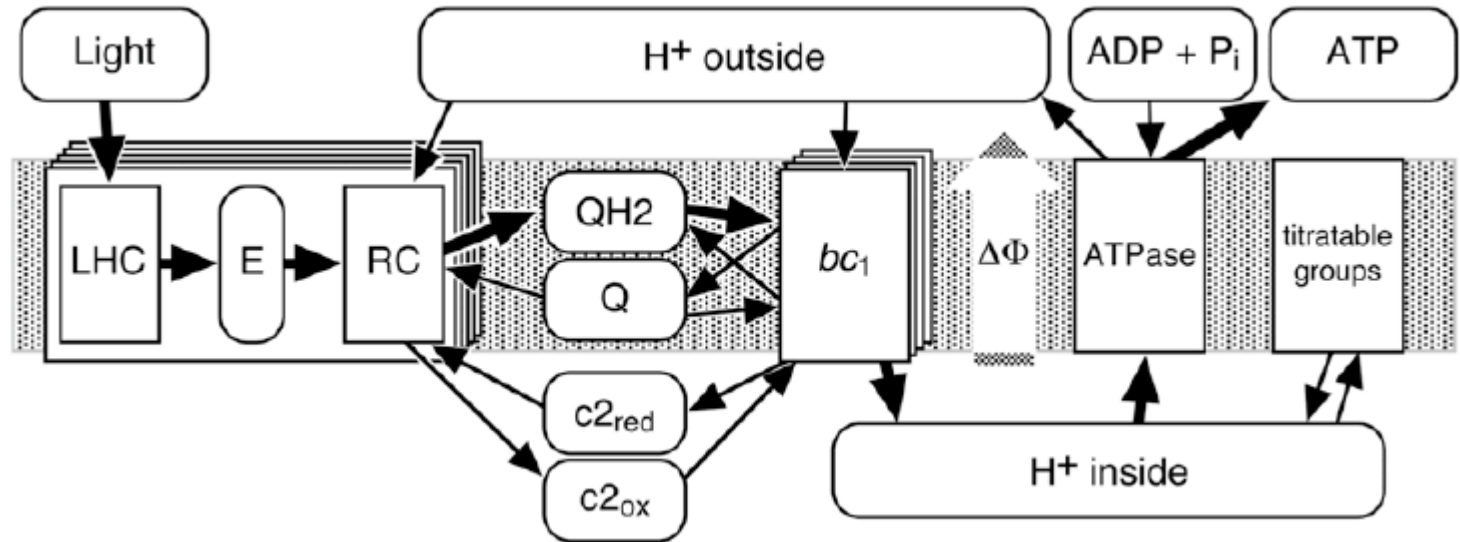 Light
H+ outside
ADP + Pi
ATP
LHC
E
RC
QH2
Q
bc1
ΔΦ
ATPase
titratable
groups
c2red
c2ox
H+ inside